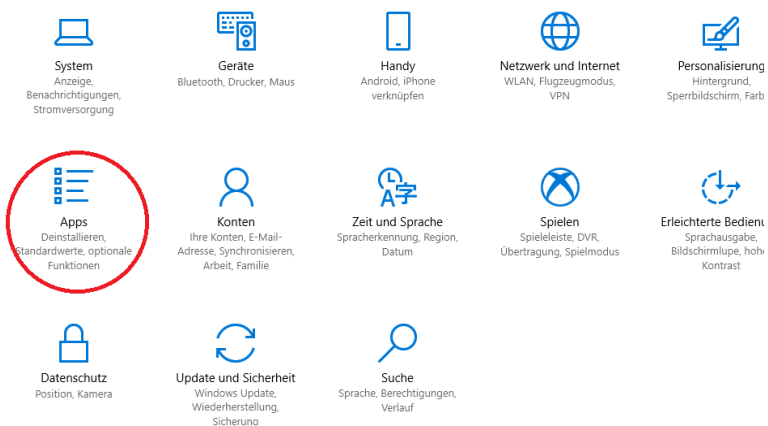 System
Anzeige,
Benachrichtigungen,
Stromversorgung
Geräte
Bluetooth, Drucker, Maus
Handy
Android, iPhone
verknüpfen
Netzwerk und Internet
WLAN, Flugzeugmodus,
VPN
Personalisierung
Hintergrund,
Sperrbildschirm, Farb
Apps
Deinstallieren,
Standardwerte, optionale
Funktionen
Konten
Ihre Konten, E-Mail-
Adresse, Synchronisieren,
Arbeit, Familie
Zeit und Sprache
Spracherkennung, Region,
Datum
Spielen
Spieleleiste, DVR,
Übertragung, Spielmodus
Erleichterte Bedienu
Sprachausgabe,
Bildschirmlupe, hohe
Kontrast
Datenschutz
Position, Kamera
Update und Sicherheit
Windows Update,
Wiederherstellung,
Sicherung
Suche
Sprache, Berechtigungen,
Verlauf